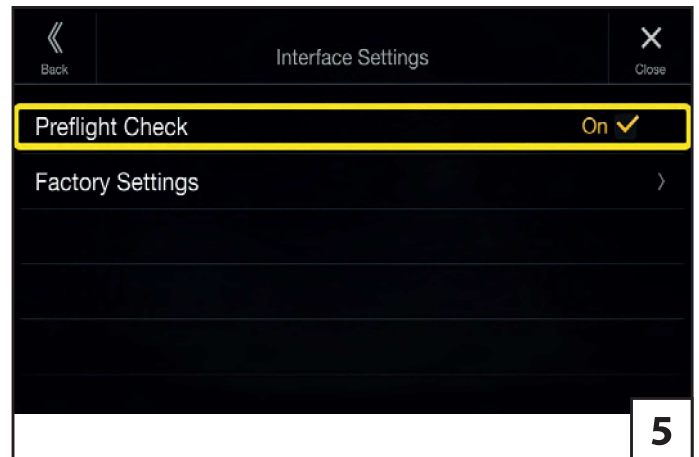 Back
Interface Settings
Close
Preflight Check On
Factory Settings
5